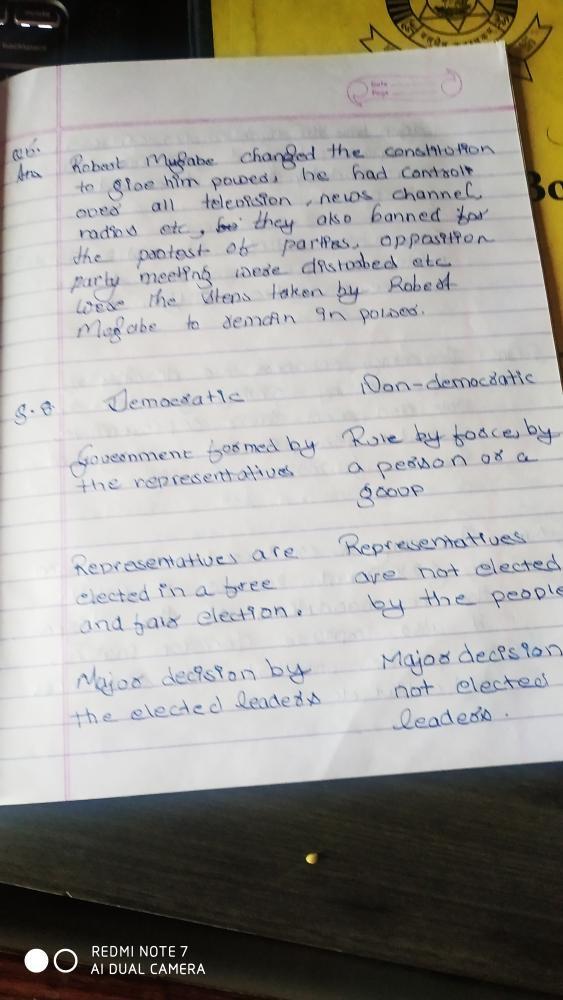 backspace
Date
Page
Q6.
Ans Robert Mugabe changed the constitution
to give him power, he had control
over all television, news channel,
radios etc, they also banned for
the protest of parties, opposition
party meeting were distrobed etc
were the steps taken by Robert
Mugabe to remain in power.
Democratic Non-democratic
Government formed by Rule by force, by
the representatives a person or a
group
Representatives are Representatives
elected in a free are not elected
and fair election. by the people
Major decision by Major decision
the elected leaders not elected
leaders.
REDMI NOTE 7
AI DUAL CAMERA